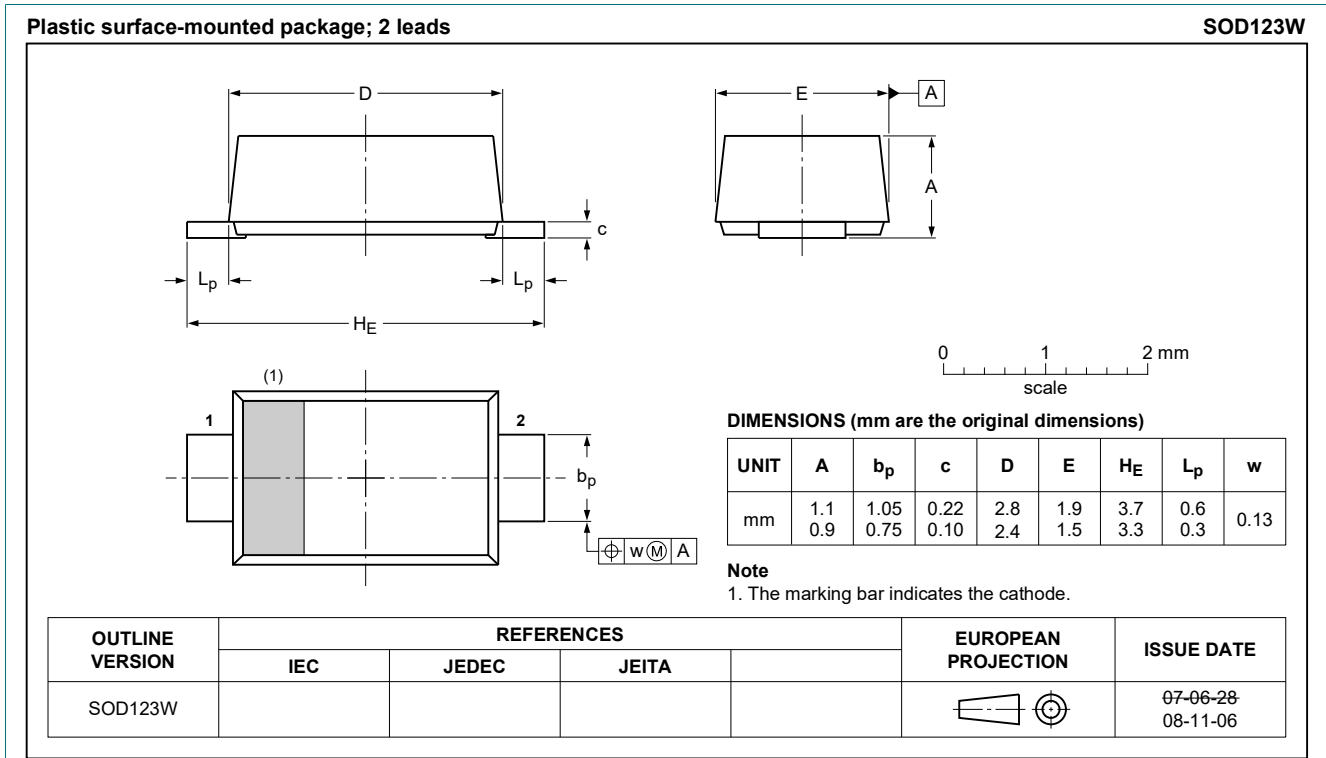 Plastic surface-mounted package; 2 leads SOD123W
D
E
A
A
c
Lp
Lp
HE
(1)
1
2
bp
w M A
0 1 2 mm
scale
DIMENSIONS (mm are the original dimensions)
UNIT A bp c D E HE Lp w
mm 1.1 1.05 0.22 2.8 1.9 3.7 0.6 0.13
0.9 0.75 0.10 2.4 1.5 3.3 0.3
Note
1. The marking bar indicates the cathode.
OUTLINE VERSION REFERENCES EUROPEAN PROJECTION ISSUE DATE
IEC JEDEC JEITA
SOD123W 07-06-28
08-11-06